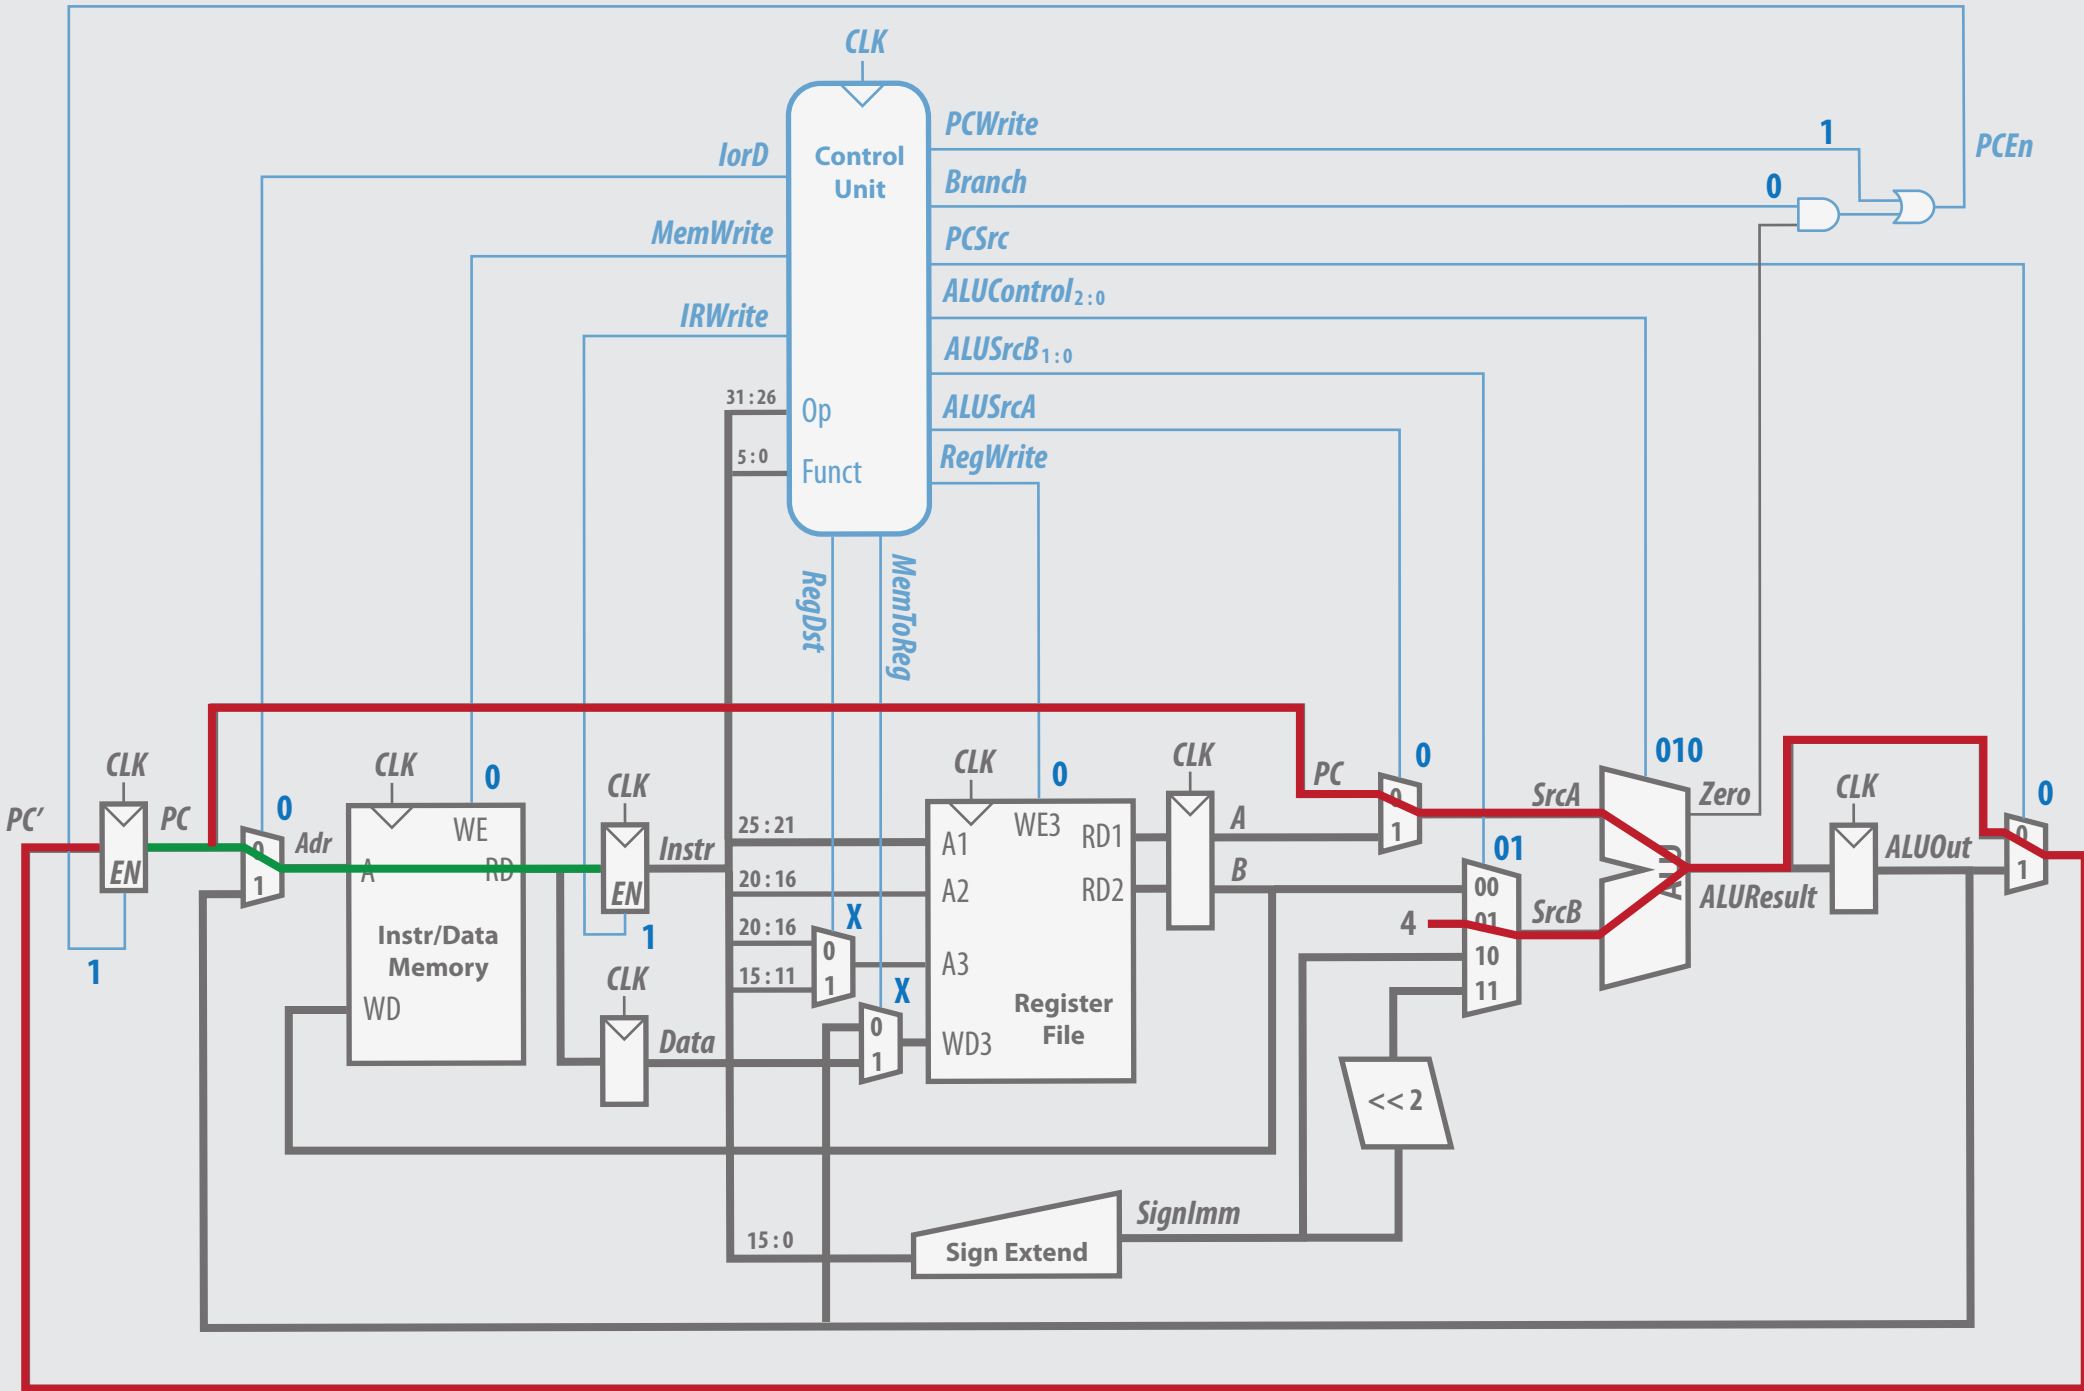 CLK
PCWrite
1
IorD
Control
Unit
PCEn
Branch
0
MemWrite
PCSrc
ALUControl2:0
IRWrite
ALUSrcB1:0
31:26
Op
ALUSrcA
5:0
Funct
RegWrite
RegDst
MemToReg
PC'
CLK
PC
0
Adr
CLK
0
CLK
CLK
0
CLK
PC
0
SrcA
010
Zero
CLK
0
EN
0
1
A
WE
RD
Instr/Data
Memory
WD
EN
Instr
1
1
CLK
Data
25:21
20:16
20:16
15:11
X
0
1
X
0
1
A1
A2
A3
WD3
WE3
RD1
RD2
Register
File
A
B
0
1
01
4
00
01
10
11
SrcB
ALU
ALUResult
ALUOut
0
1
<< 2
SignImm
15:0
Sign Extend